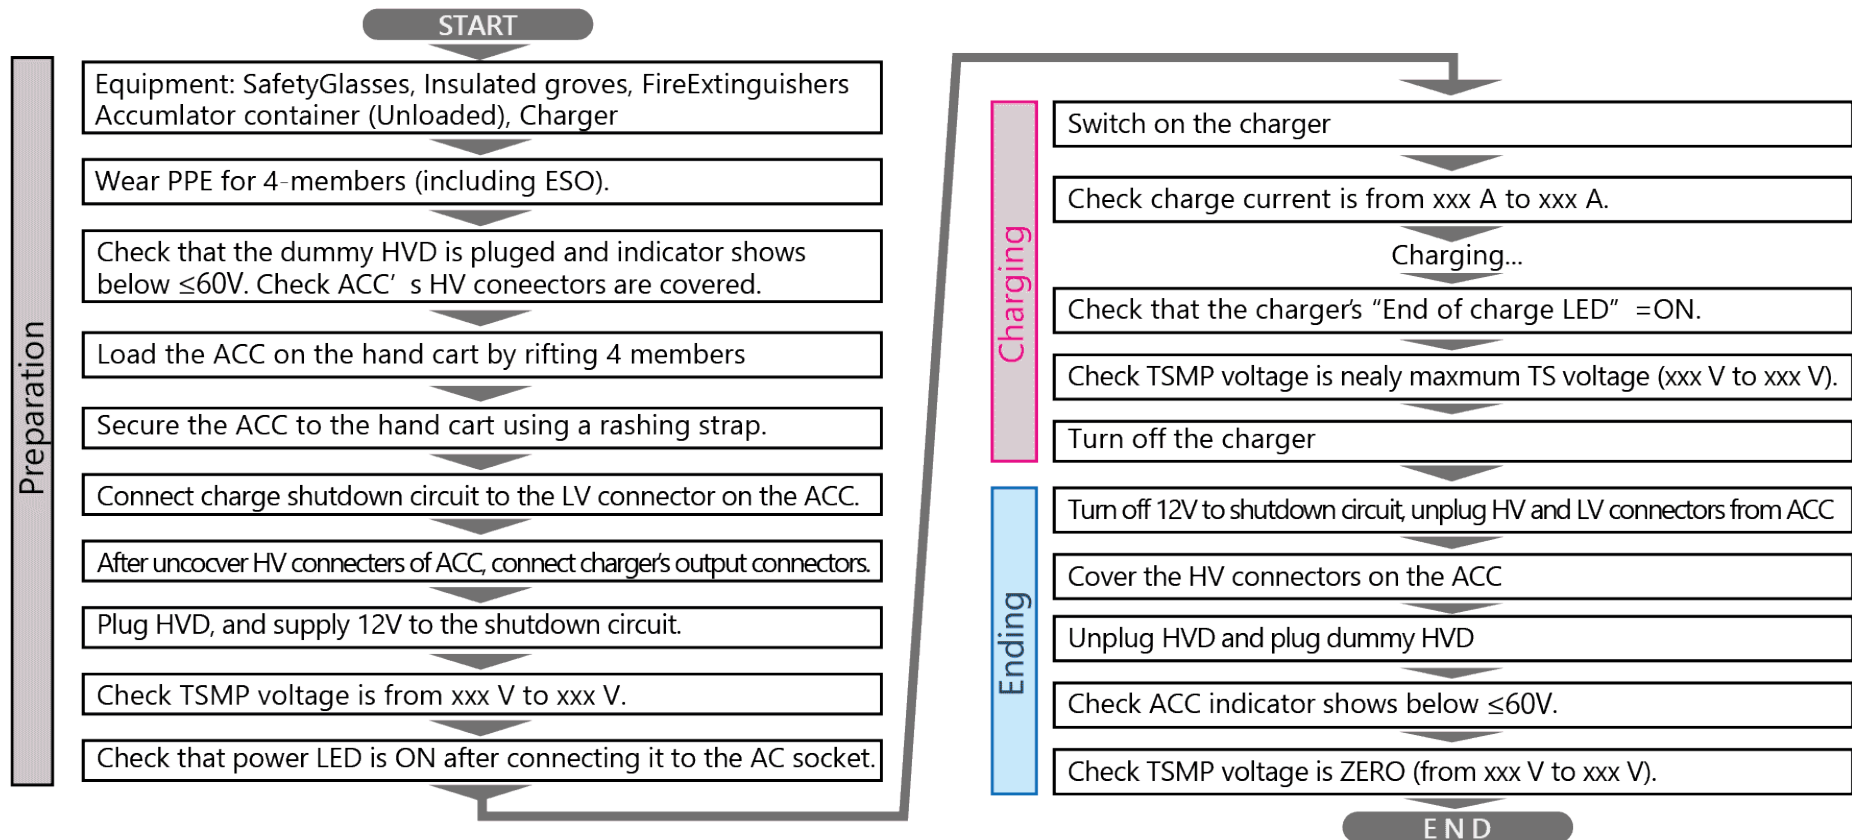 START
Preparation
Equipment: SafetyGlasses, Insulated groves, FireExtinguishers
Accumlator container (Unloaded), Charger
Wear PPE for 4-members (including ESO).
Check that the dummy HVD is pluged and indicator shows
below ≤60V. Check ACC's HV coneectors are covered.
Load the ACC on the hand cart by rifting 4 members
Secure the ACC to the hand cart using a rashing strap.
Connect charge shutdown circuit to the LV connector on the ACC.
After uncocver HV connecters of ACC, connect charger's output connectors.
Plug HVD, and supply 12V to the shutdown circuit.
Check TSMP voltage is from xxx V to xxx V.
Check that power LED is ON after connecting it to the AC socket.
Charging
Switch on the charger
Check charge current is from xxx A to xxx A.
Charging...
Check that the charger's “End of charge LED” =ON.
Check TSMP voltage is nealy maxmum TS voltage (xxx V to xxx V).
Turn off the charger
Ending
Turn off 12V to shutdown circuit, unplug HV and LV connectors from ACC
Cover the HV connectors on the ACC
Unplug HVD and plug dummy HVD
Check ACC indicator shows below ≤60V.
Check TSMP voltage is ZERO (from xxx V to xxx V).
END